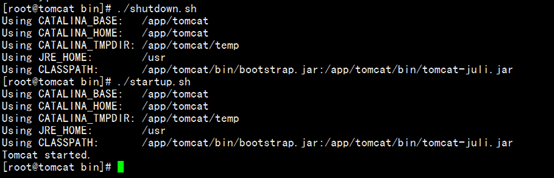 [root@tomcat bin]# ./shutdown.sh
Using CATALINA_BASE:   /app/tomcat
Using CATALINA_HOME:   /app/tomcat
Using CATALINA_TMPDIR: /app/tomcat/temp
Using JRE_HOME:        /usr
Using CLASSPATH:       /app/tomcat/bin/bootstrap.jar:/app/tomcat/bin/tomcat-juli.jar
[root@tomcat bin]# ./startup.sh
Using CATALINA_BASE:   /app/tomcat
Using CATALINA_HOME:   /app/tomcat
Using CATALINA_TMPDIR: /app/tomcat/temp
Using JRE_HOME:        /usr
Using CLASSPATH:       /app/tomcat/bin/bootstrap.jar:/app/tomcat/bin/tomcat-juli.jar
Tomcat started.
[root@tomcat bin]#